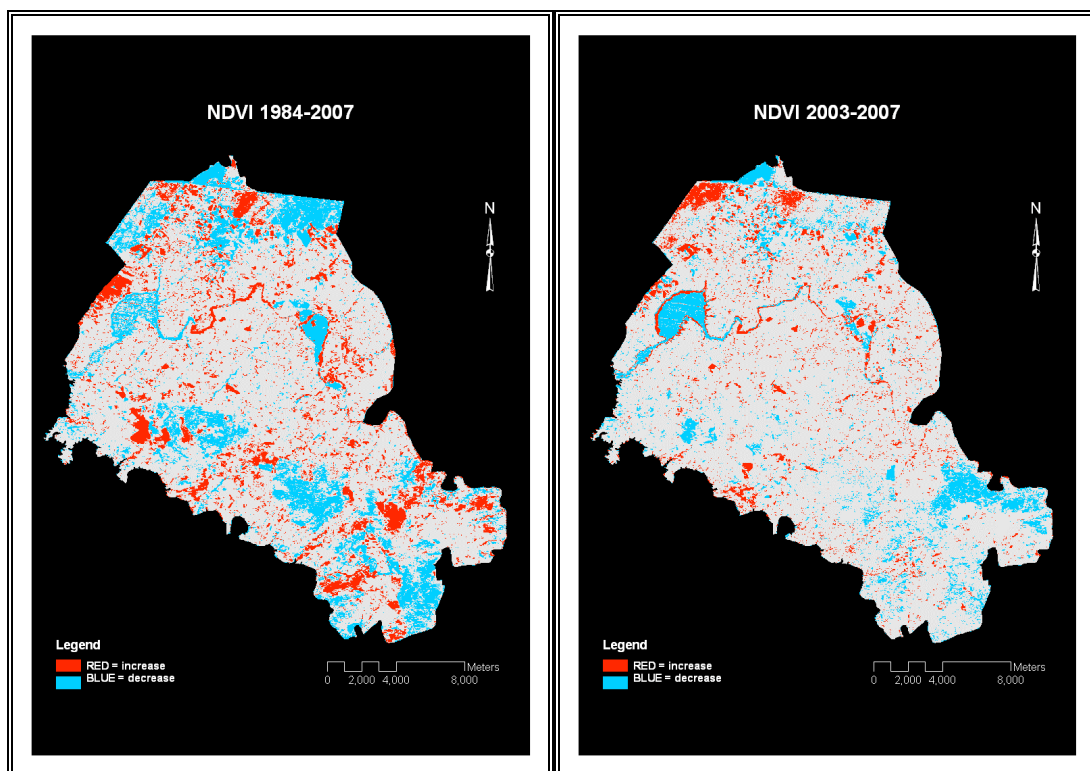 NDVI 1984-2007
N
Legend
RED = increase
BLUE = decrease
Meters
0 2,000 4,000 8,000
NDVI 2003-2007
N
Legend
RED = increase
BLUE = decrease
Meters
0 2,000 4,000 8,000